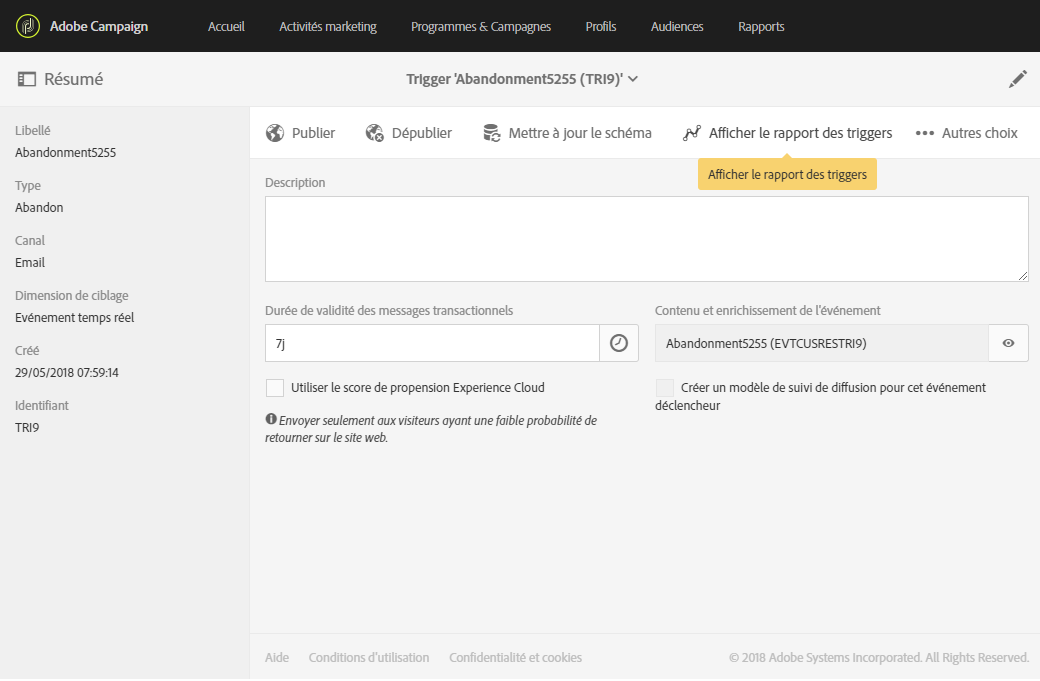 Adobe Campaign Accueil Activités marketing Programmes & Campagnes Profils Audiences Rapports
Résumé
Trigger 'Abandonment5255 (TRI9)'
Libellé
Abandonment5255
Type
Abandon
Canal
Email
Dimension de ciblage
Evénement temps réel
Créé
29/05/2018 07:59:14
Identifiant
TRI9
Publier Dépublier Mettre à jour le schéma Afficher le rapport des triggers Autres choix
Afficher le rapport des triggers
Description
Durée de validité des messages transactionnels
7j
Utiliser le score de propension Experience Cloud
Envoyer seulement aux visiteurs ayant une faible probabilité de
retourner sur le site web.
Contenu et enrichissement de l'événement
Abandonment5255 (EVTCUSRESTRI9)
Créer un modèle de suivi de diffusion pour cet événement
déclencheur
Aide Conditions d'utilisation Confidentialité et cookies © 2018 Adobe Systems Incorporated. All Rights Reserved.